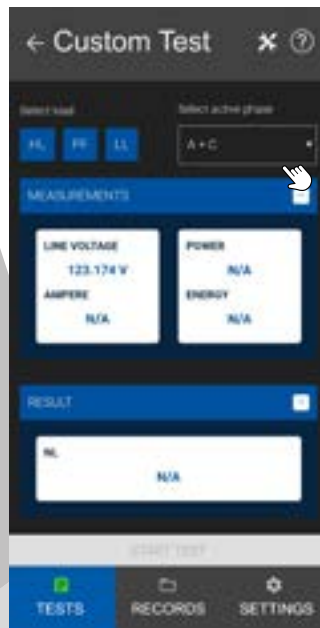 ← Custom Test
Select load
Select active phase
HL PF LL
A+C
MEASUREMENTS
LINE VOLTAGE
123.174 V
AMPERE
N/A
POWER
N/A
ENERGY
N/A
RESULT
N/A
START TEST
TESTS RECORDS SETTINGS